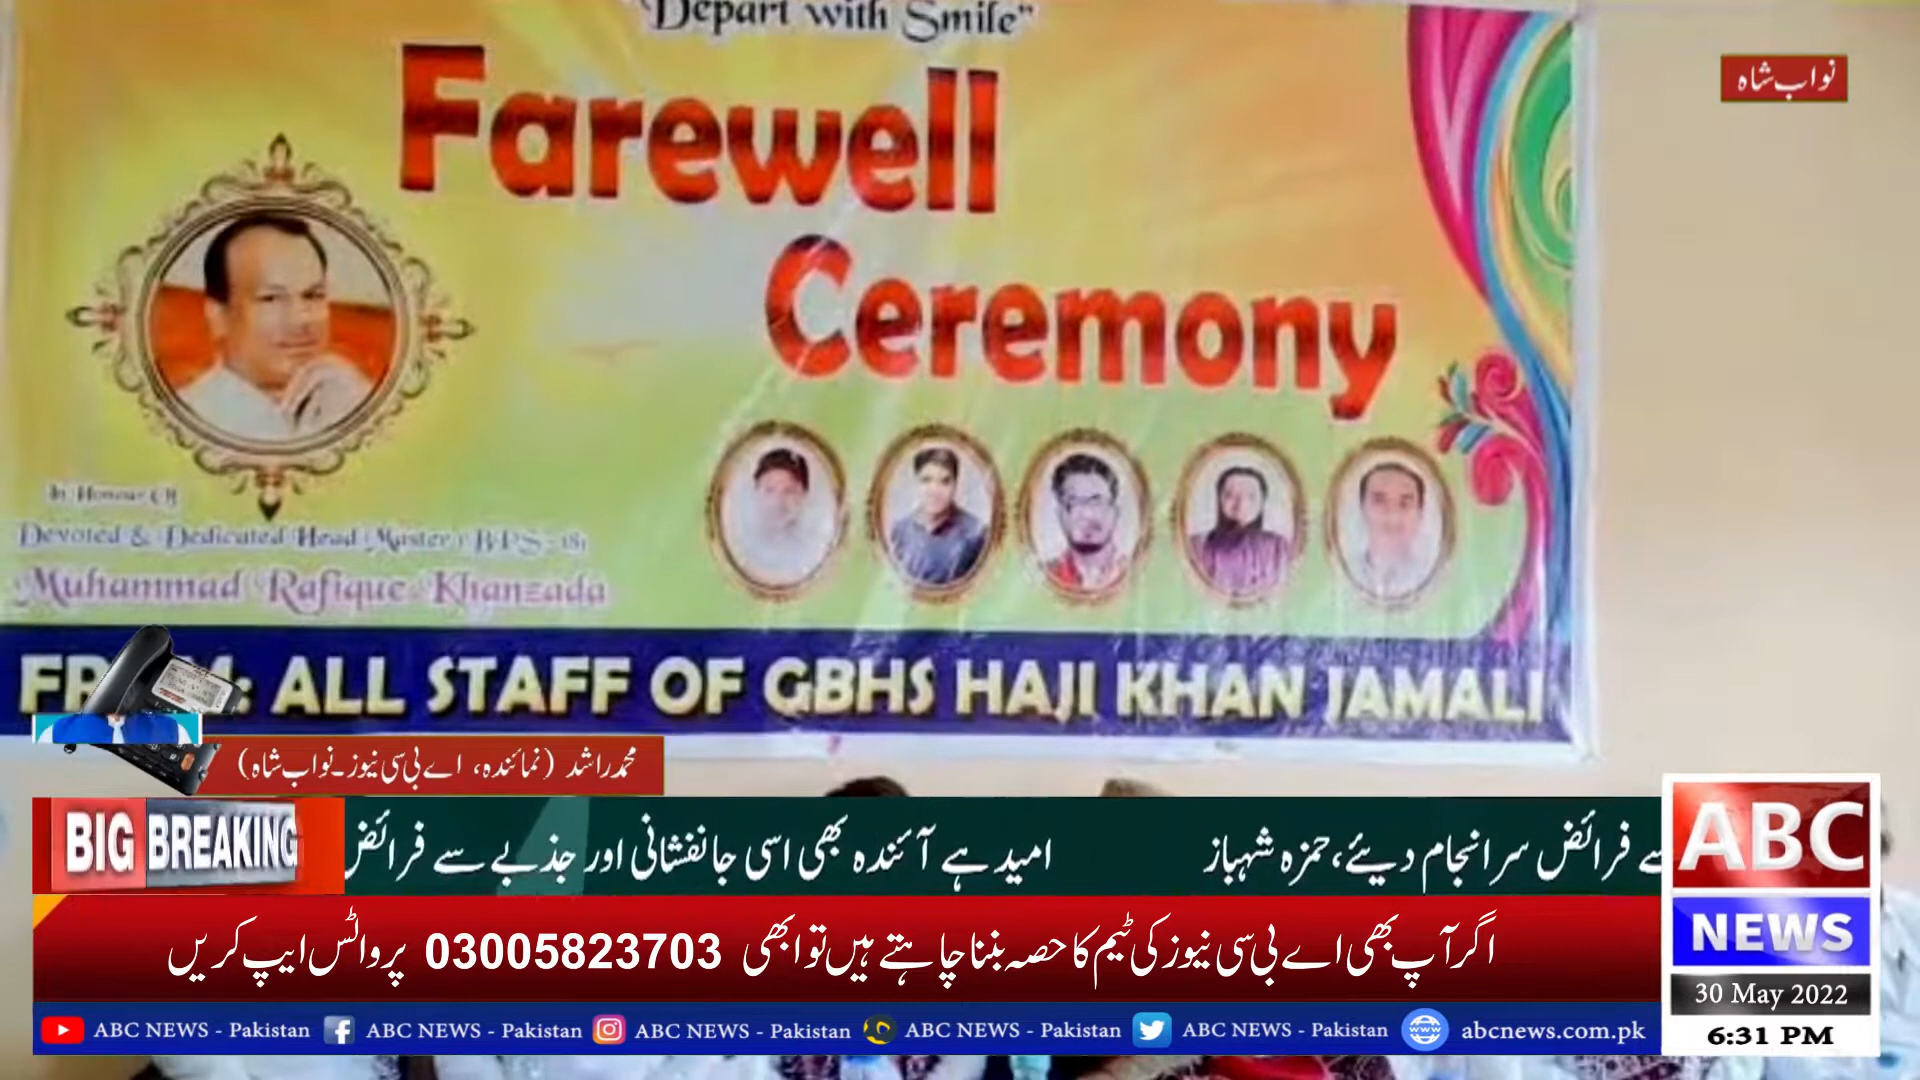 "Depart with Smile"
Farewell
Ceremony
نواب شاہ
In Honour Of
Devoted & Dedicated Head Master (BPS-18)
Muhammad Rafique Khanzada
ALL STAFF OF GBHS HAJI KHAN JAMALI
محمد راشد (نمائندہ، اے بی سی نیوز۔نواب شاہ)
BIG BREAKING
سے فرائض سرانجام دیئے، حمزہ شہباز
امید ہے آئندہ بھی اسی جانفشانی اور جذبے سے فرائض
اگر آپ بھی اے بی سی نیوز کی ٹیم کا حصہ بننا چاہتے ہیں تو ابھی 03005823703 پر واٹس ایپ کریں
ABC
NEWS
30 May 2022
6:31 PM
ABC NEWS - Pakistan
ABC NEWS - Pakistan
ABC NEWS - Pakistan
ABC NEWS - Pakistan
ABC NEWS - Pakistan
abcnews.com.pk